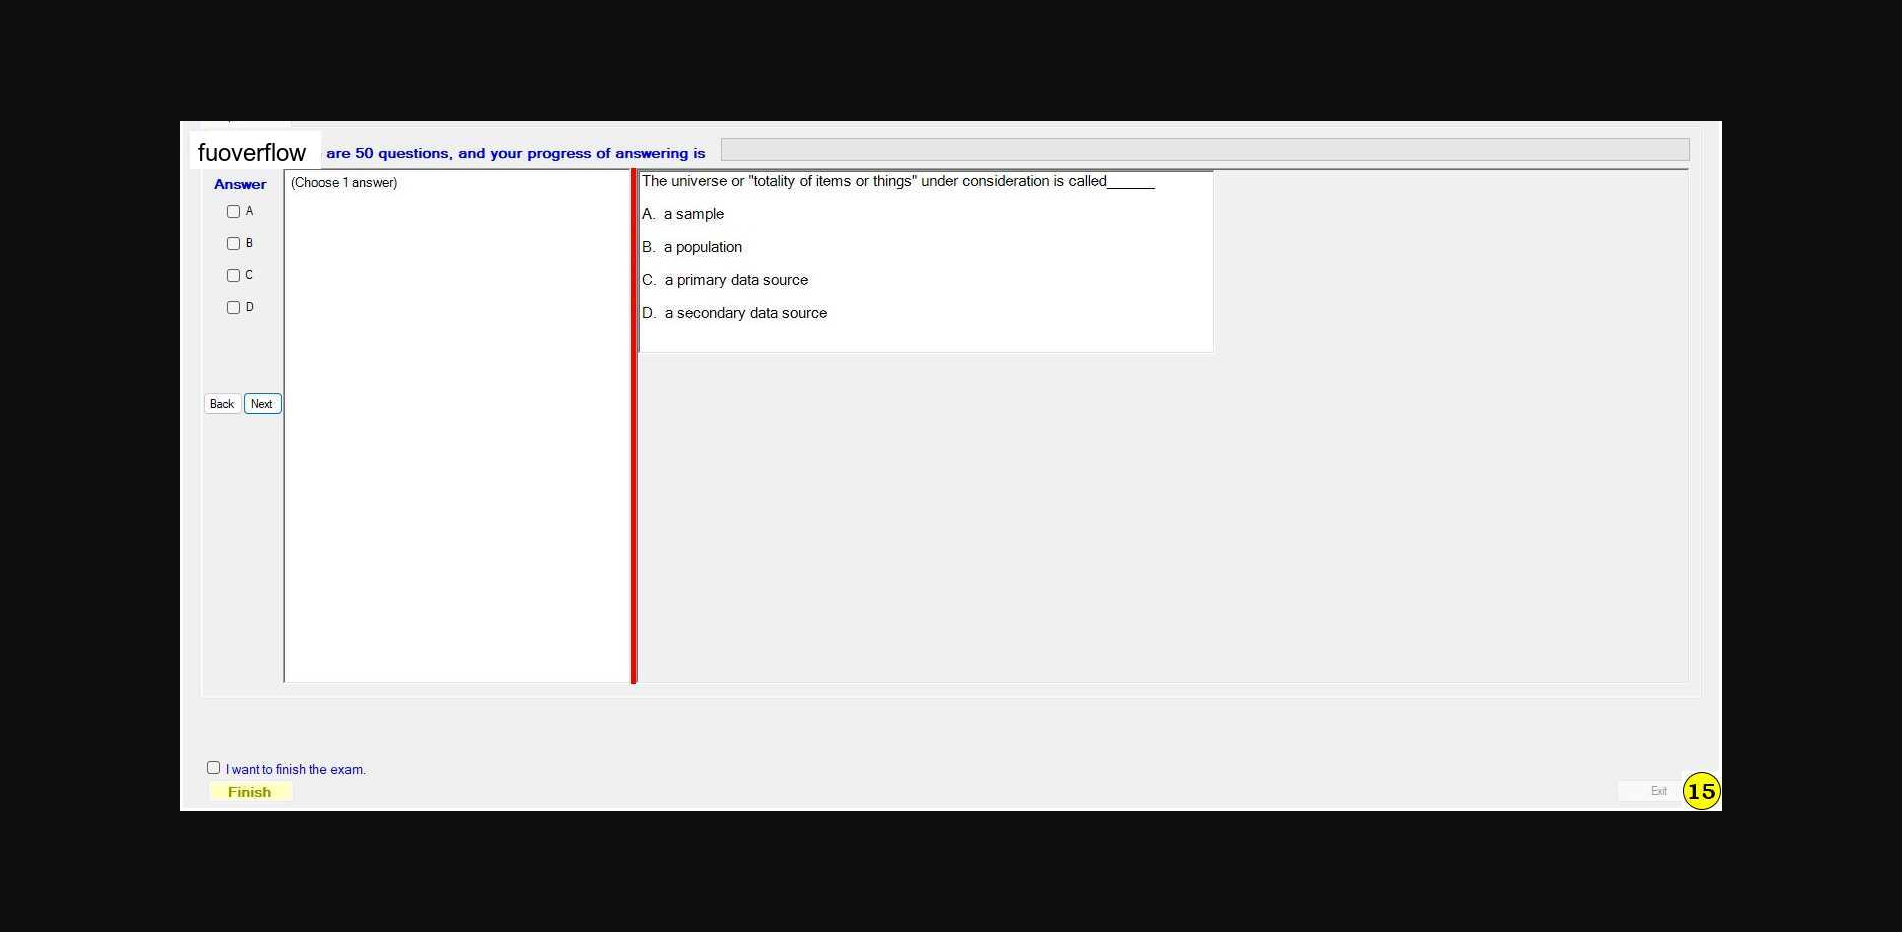 fuoverflow are 50 questions, and your progress of answering is
Answer
(Choose 1 answer)
A
B
C
D
Back Next
The universe or "totality of items or things" under consideration is called______
A. a sample
B. a population
C. a primary data source
D. a secondary data source
I want to finish the exam.
Finish
Exit
15